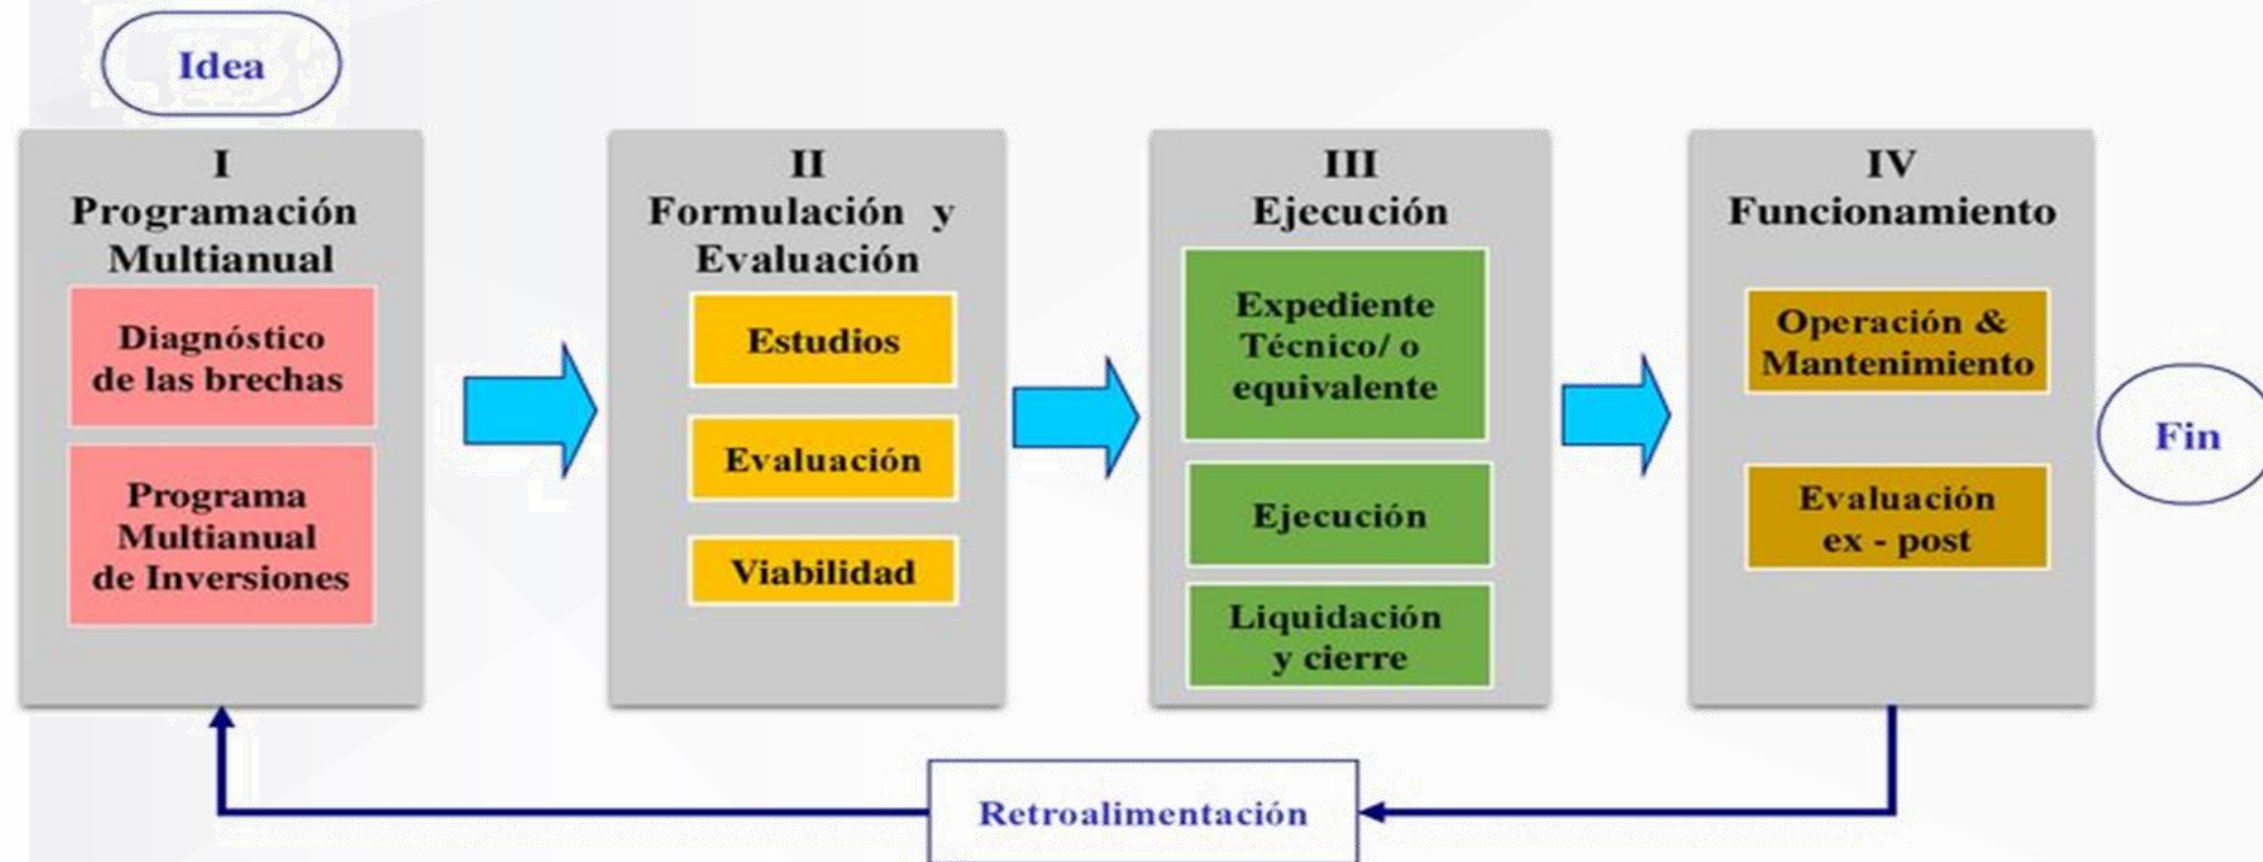 Idea
I
Programación
Multianual
Diagnóstico
de las brechas
Programa
Multianual
de Inversiones
II
Formulación y
Evaluación
Estudios
Evaluación
Viabilidad
III
Ejecución
Expediente
Técnico/ o
equivalente
Ejecución
Liquidación
y cierre
IV
Funcionamiento
Operación &
Mantenimiento
Evaluación
ex - post
Fin
Retroalimentación